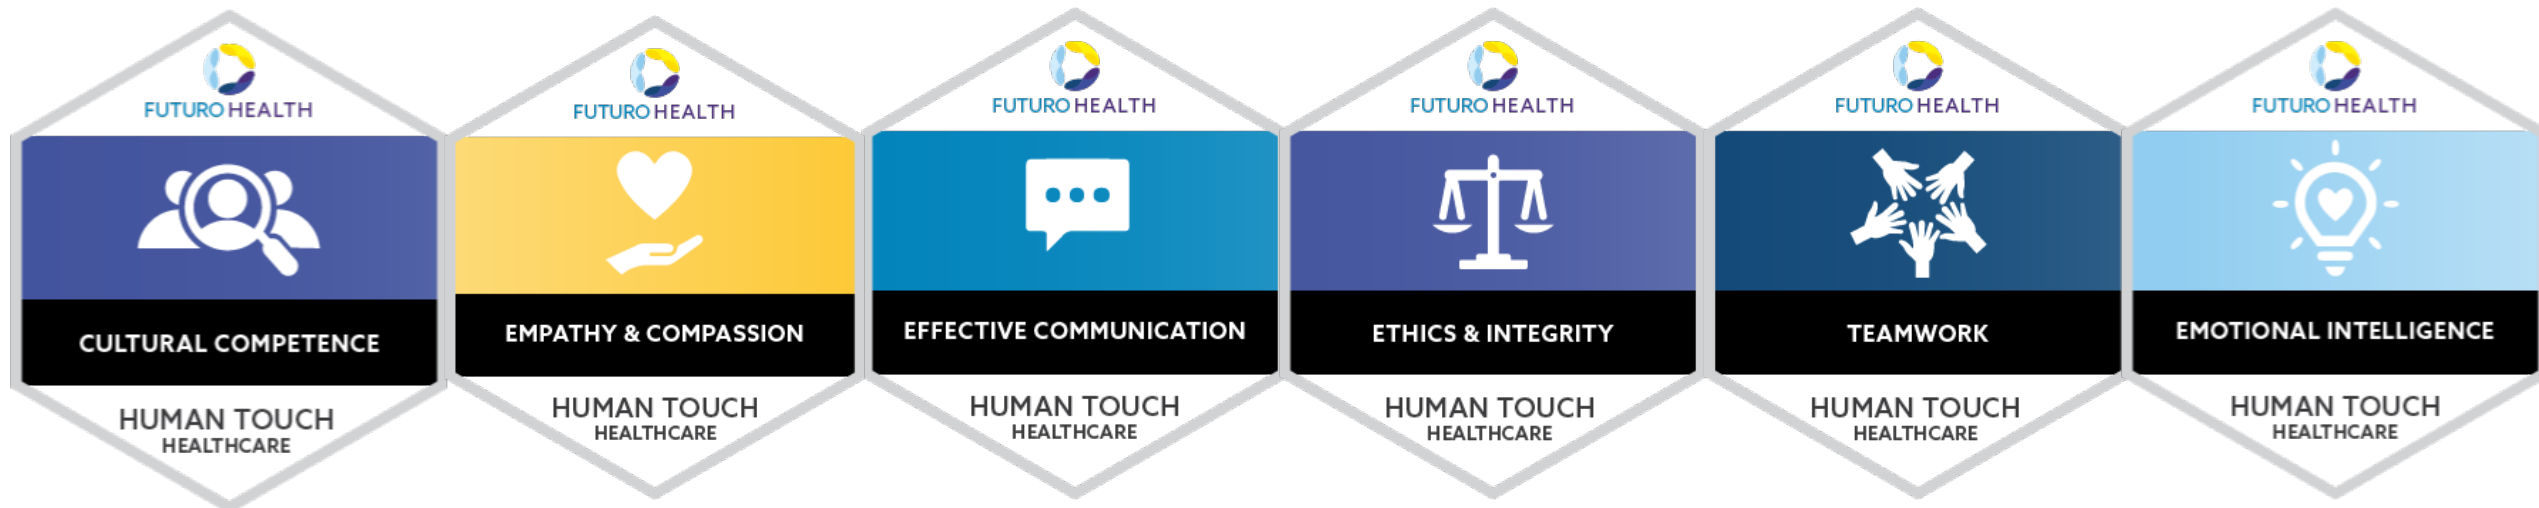 FUTURO HEALTH
CULTURAL COMPETENCE
HUMAN TOUCH
HEALTHCARE
FUTURO HEALTH
EMPATHY & COMPASSION
HUMAN TOUCH
HEALTHCARE
FUTURO HEALTH
EFFECTIVE COMMUNICATION
HUMAN TOUCH
HEALTHCARE
FUTURO HEALTH
ETHICS & INTEGRITY
HUMAN TOUCH
HEALTHCARE
FUTURO HEALTH
TEAMWORK
HUMAN TOUCH
HEALTHCARE
FUTURO HEALTH
EMOTIONAL INTELLIGENCE
HUMAN TOUCH
HEALTHCARE